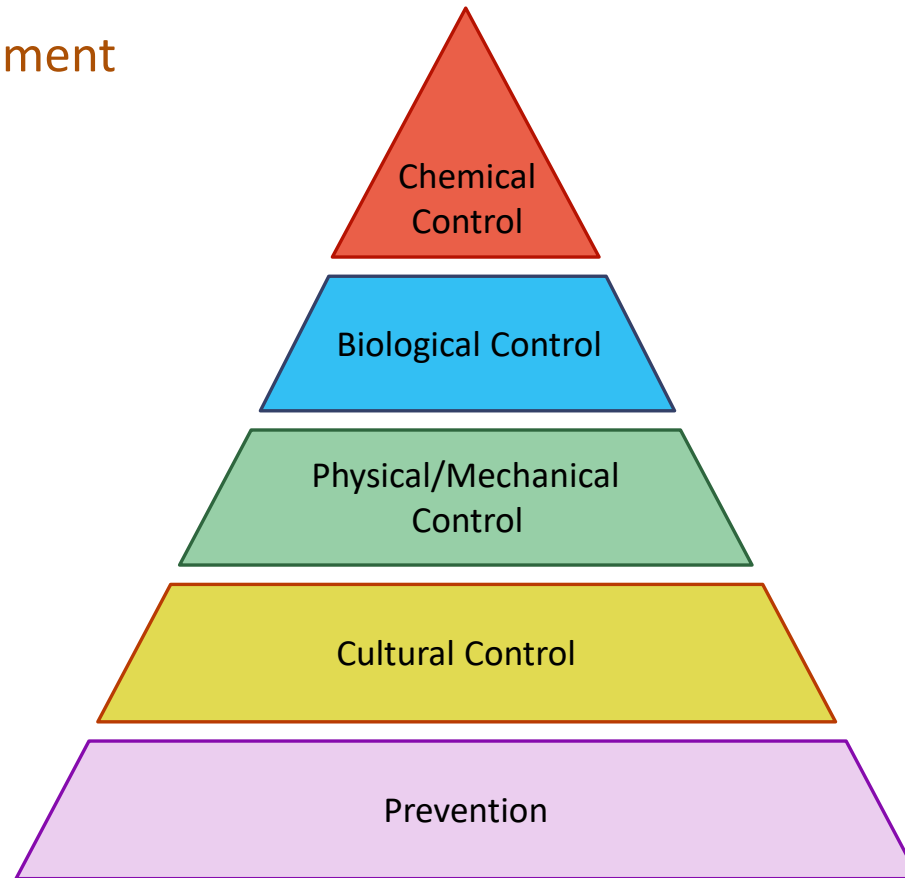 ment
Chemical
Control
Biological Control
Physical/Mechanical
Control
Cultural Control
Prevention